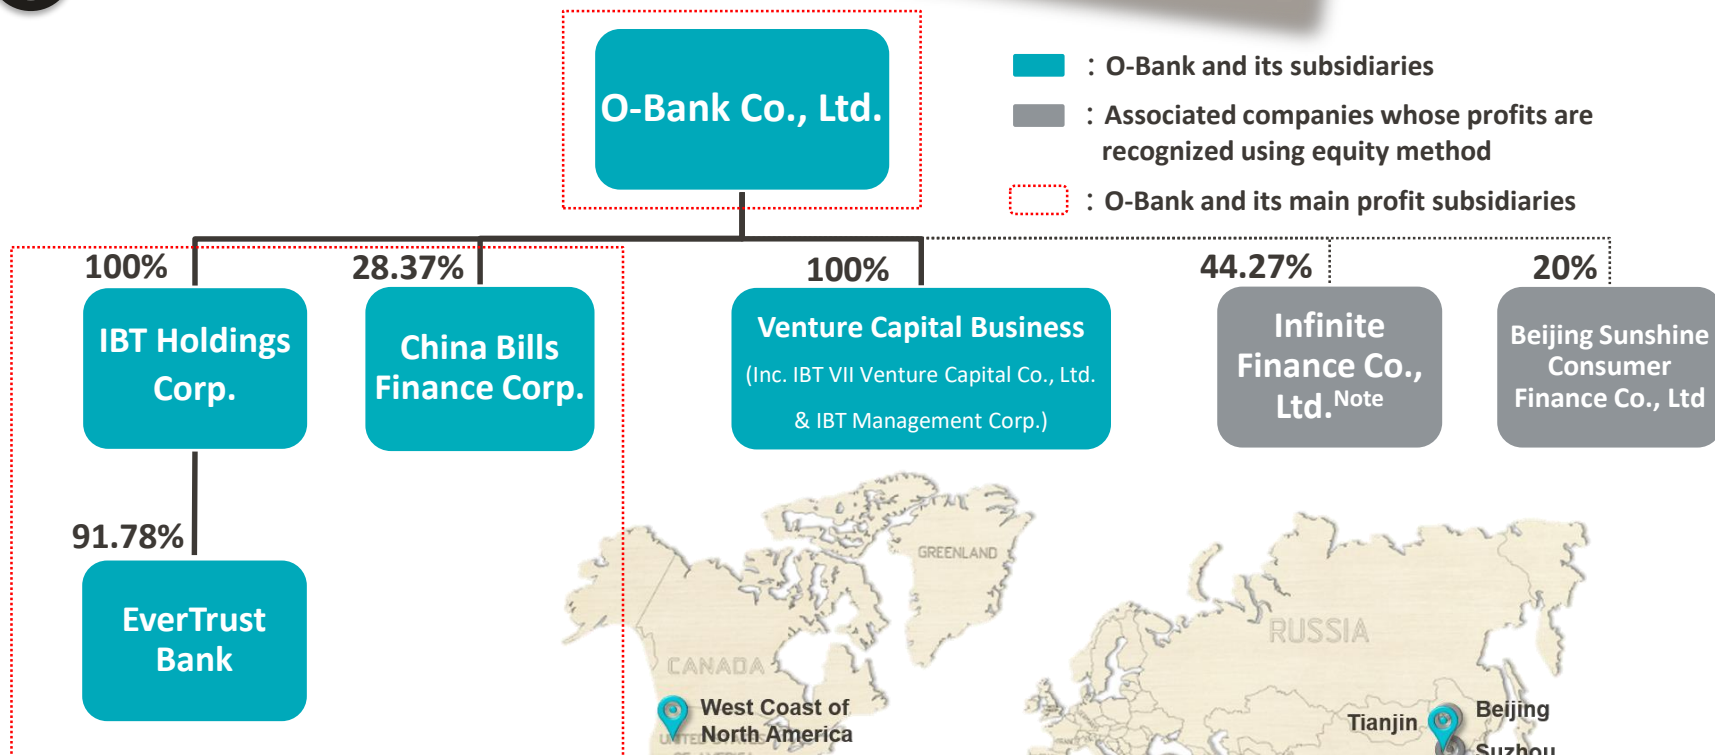 O-Bank Co., Ltd.
: O-Bank and its subsidiaries
: Associated companies whose profits are
recognized using equity method
: O-Bank and its main profit subsidiaries
100%
28.37%
100%
44.27%
20%
IBT Holdings
Corp.
China Bills
Finance Corp.
Venture Capital Business
(Inc. IBT VII Venture Capital Co., Ltd.
& IBT Management Corp.)
Infinite
Finance Co.,
Ltd.Note
Beijing Sunshine
Consumer
Finance Co., Ltd
91.78%
EverTrust
Bank
GREENLAND
RUSSIA
CANADA
West Coast of
North America
UNITED STATES
Tianjin
Beijing
Suzhou